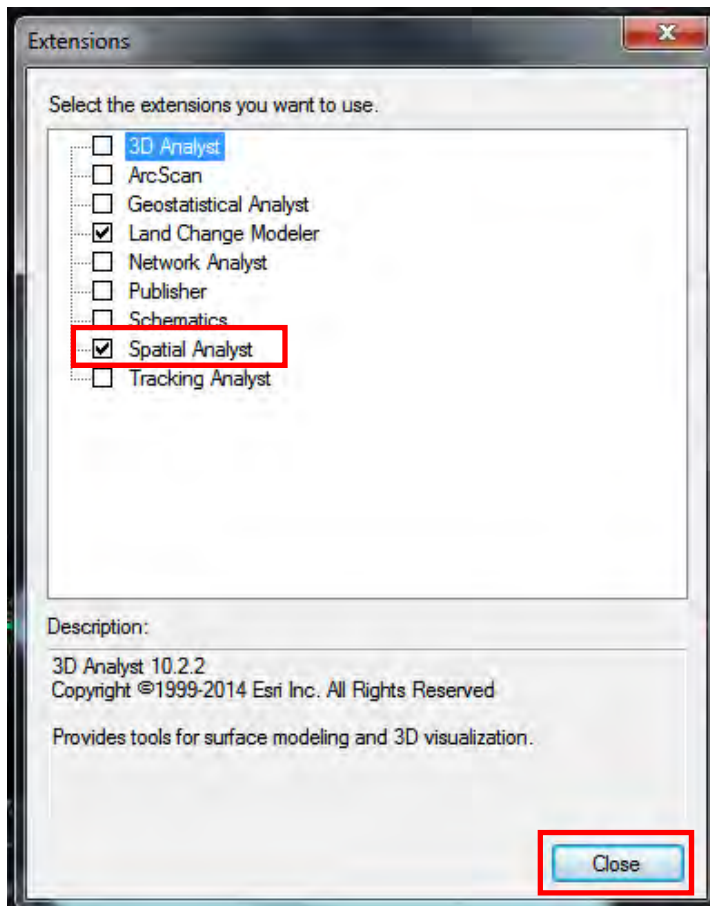 Extensions
Select the extensions you want to use.
3D Analyst
ArcScan
Geostatistical Analyst
Land Change Modeler
Network Analyst
Publisher
Schematics
Spatial Analyst
Tracking Analyst
Description:
3D Analyst 10.2.2
Copyright ©1999-2014 Esri Inc. All Rights Reserved
Provides tools for surface modeling and 3D visualization.
Close